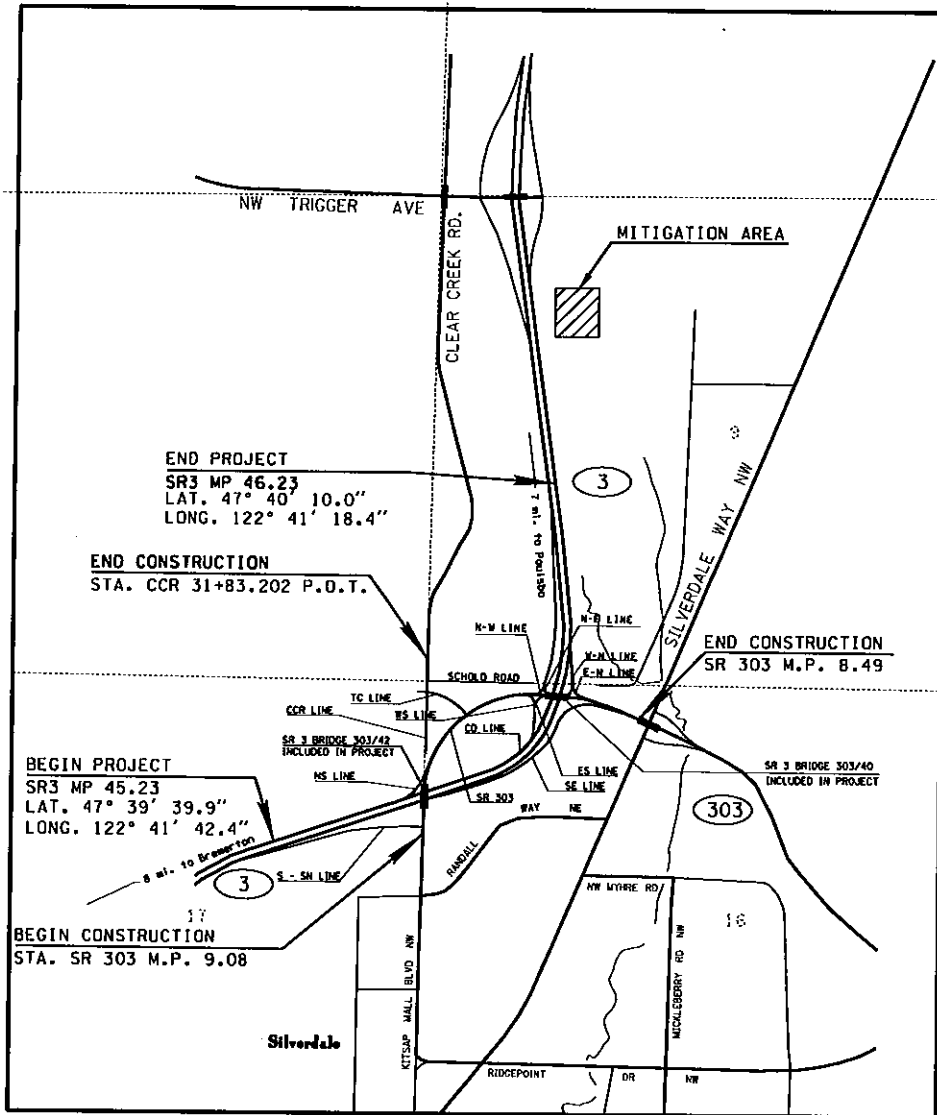 NW TRIGGER AVE
CLEAR CREEK RD.
MITIGATION AREA
9
SILVERDALE WAY NW
END PROJECT
SR3 MP 46.23
LAT. 47° 40' 10.0"
LONG. 122° 41' 18.4"
3
7 mi. to Poulsbo
END CONSTRUCTION
STA. CCR 31+83.202 P.O.T.
N-W LINE
N-E LINE
W-N LINE
E-N LINE
END CONSTRUCTION
SR 303 M.P. 8.49
SCHOLD ROAD
TC LINE
CCR LINE
WS LINE
CD LINE
SR 3 BRIDGE 303/42
INCLUDED IN PROJECT
NS LINE
ES LINE
SE LINE
SR 303
SR 3 BRIDGE 303/40
INCLUDED IN PROJECT
BEGIN PROJECT
SR3 MP 45.23
LAT. 47° 39' 39.9"
LONG. 122° 41' 42.4"
8 mi. to Bremerton
3
S - SN LINE
RANDALL WAY NE
303
17
BEGIN CONSTRUCTION
STA. SR 303 M.P. 9.08
NW MYHRE RD
16
KITSAP MALL BLVD NW
MICKLEBERRY RD NW
Silverdale
RIDGEPOINT DR NW